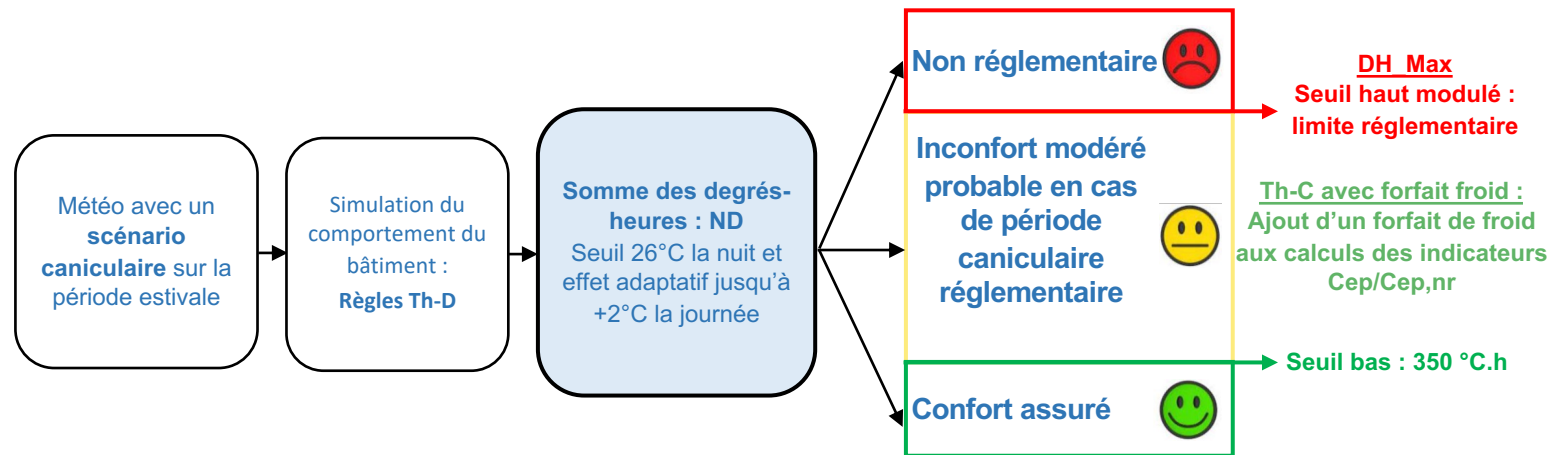 Météo avec un
scénario
caniculaire sur la
période estivale
Simulation du
comportement du
bâtiment :
Règles Th-D
Somme des degrés-
heures : ND
Seuil 26°C la nuit et
effet adaptatif jusqu’à
+2°C la journée
Non réglementaire
Inconfort modéré
probable en cas
de période
caniculaire
réglementaire
Confort assuré
DH_Max
Seuil haut modulé :
limite réglementaire
Th-C avec forfait froid :
Ajout d’un forfait de froid
aux calculs des indicateurs
Cep/Cep,nr
Seuil bas : 350 °C.h